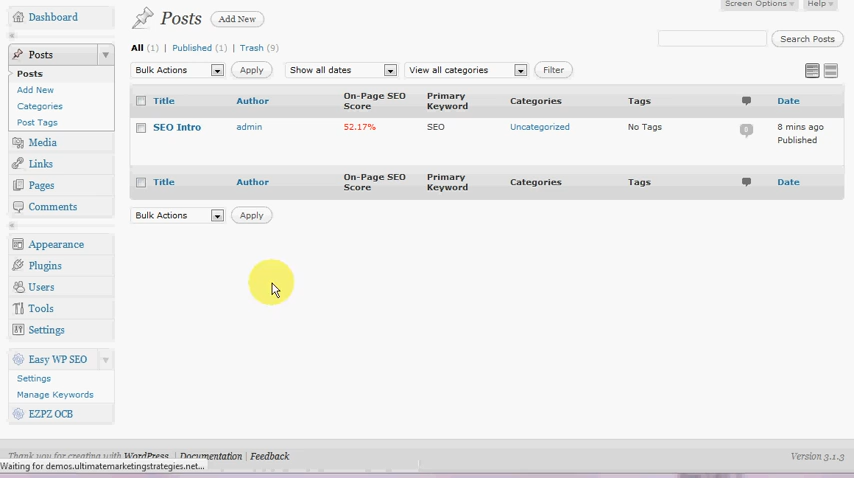 Screen Options Help
Dashboard
Posts Add New
All (1) | Published (1) | Trash (9)
Search Posts
Posts
Posts
Add New
Categories
Post Tags
Media
Links
Pages
Comments
Appearance
Plugins
Users
Tools
Settings
Easy WP SEO
Settings
Manage Keywords
EZPZ OCB
Bulk Actions Apply Show all dates View all categories Filter
Title Author On-Page SEO Score Primary Keyword Categories Tags Date
SEO Intro admin 52.17% SEO Uncategorized No Tags 0 8 mins ago
Published
Title Author On-Page SEO Score Primary Keyword Categories Tags Date
Bulk Actions Apply
Thank you for creating with WordPress. | Documentation | Feedback Version 3.1.3
Waiting for demos.ultimatemarketingstrategies.net...